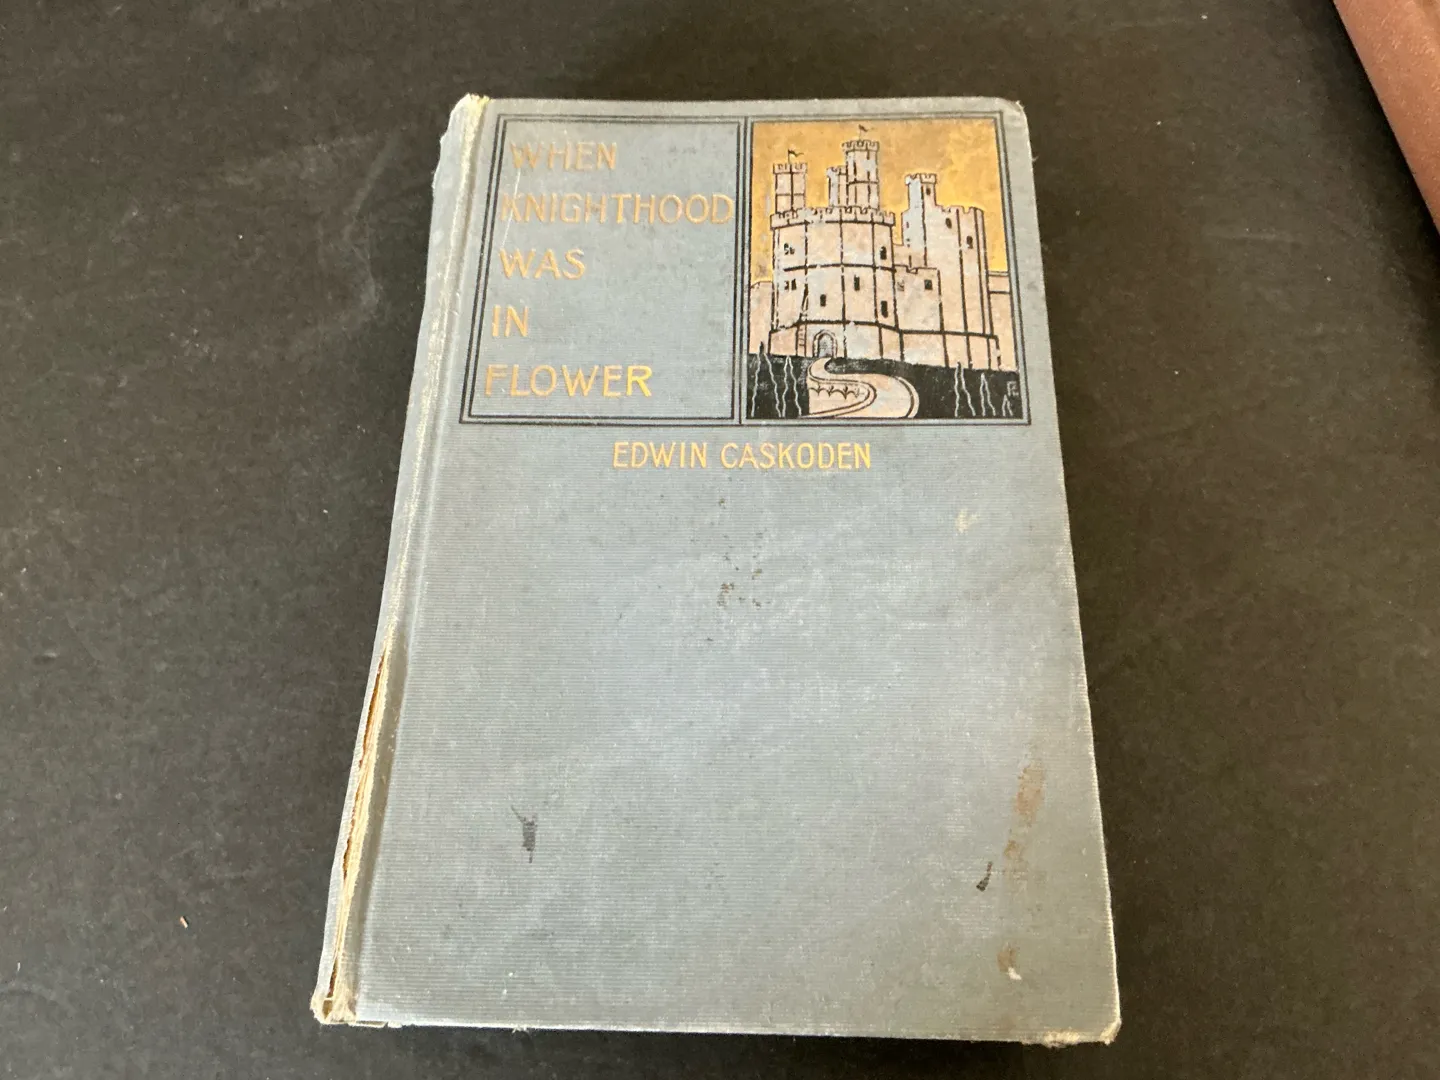 WHEN
KNIGHTHOOD
WAS
IN
FLOWER
EDWIN CASKODEN